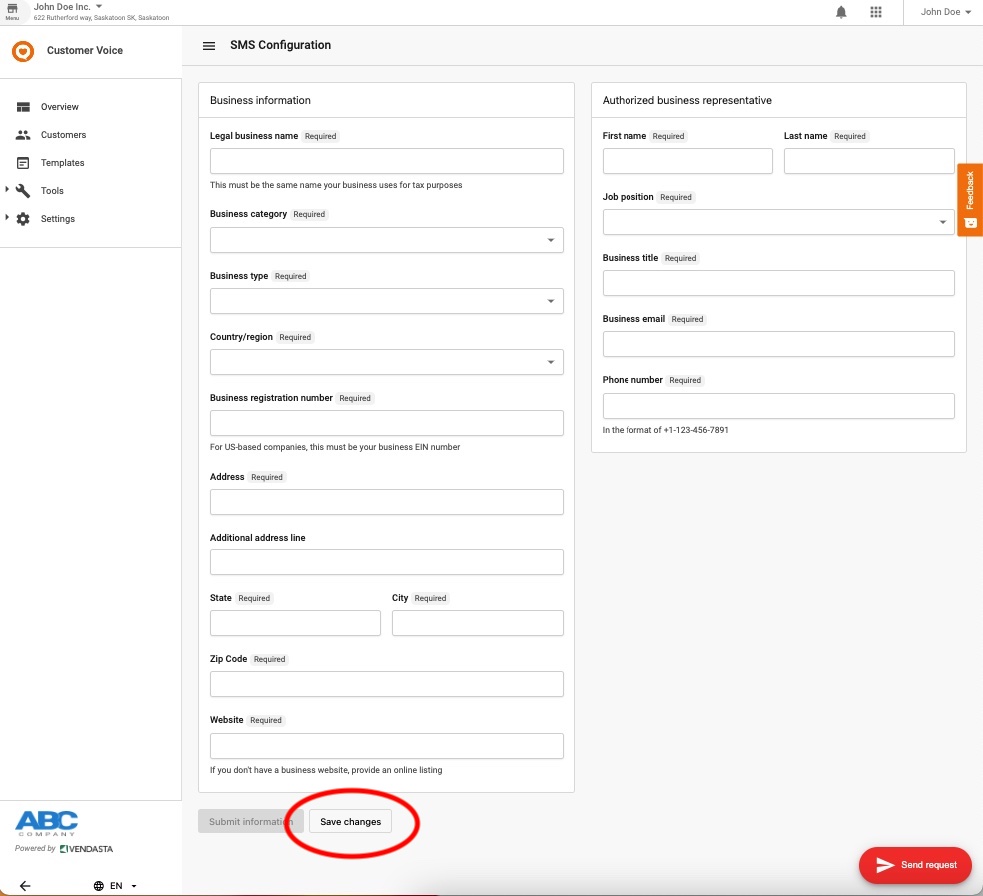 Menu
John Doe Inc.
622 Rutherford way, Saskatoon SK, Saskatoon
John Doe
Customer Voice
SMS Configuration
Overview
Customers
Templates
Tools
Settings
Business information
Legal business name Required
This must be the same name your business uses for tax purposes
Business category Required
Business type Required
Country/region Required
Business registration number Required
For US-based companies, this must be your business EIN number
Address Required
Additional address line
State Required City Required
Zip Code Required
Website Required
If you don't have a business website, provide an online listing
Submit information Save changes
Authorized business representative
First name Required Last name Required
Job position Required
Business title Required
Business email Required
Phone number Required
In the format of +1-123-456-7891
Feedback
ABC
COMPANY
Powered by VENDASTA
EN
Send request